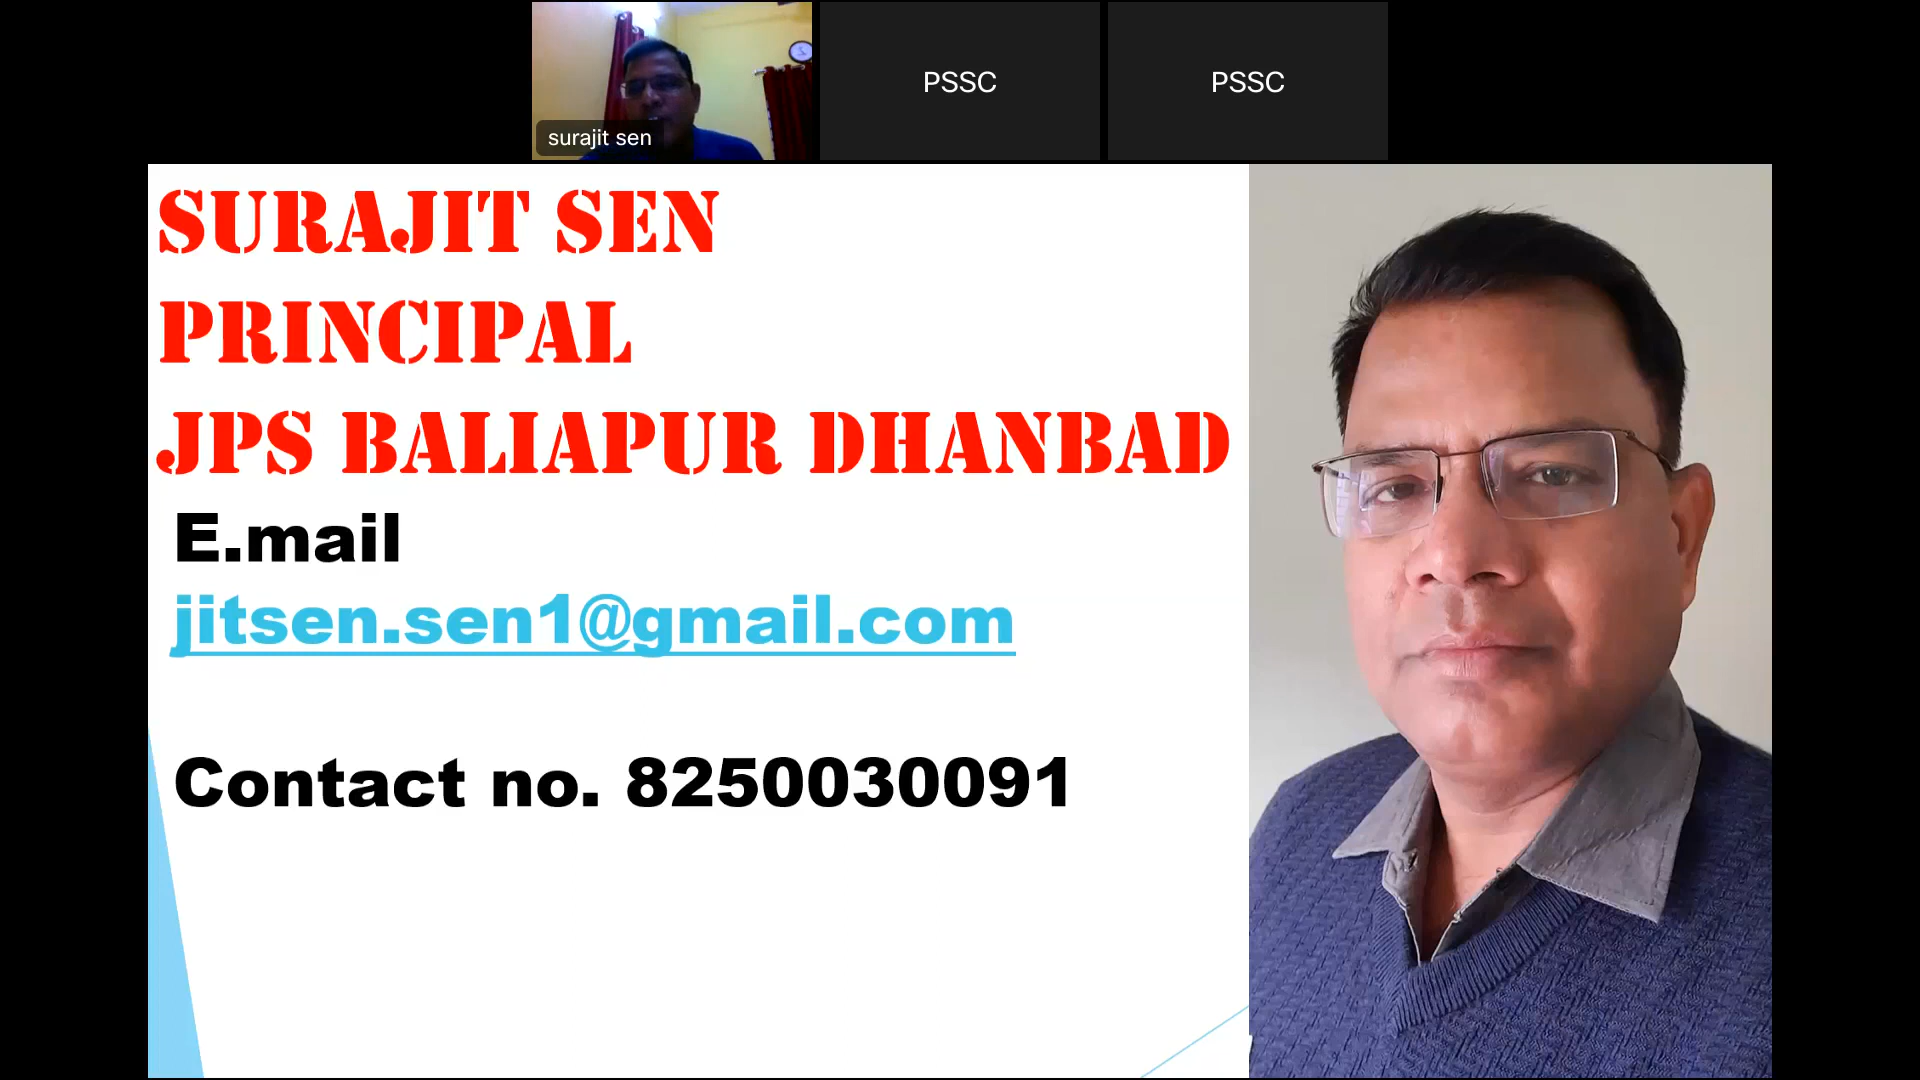 surajit sen
PSSC
PSSC
SURAJIT SEN
PRINCIPAL
JPS BALIAPUR DHANBAD
E.mail
jitsen.sen1@gmail.com
Contact no. 8250030091